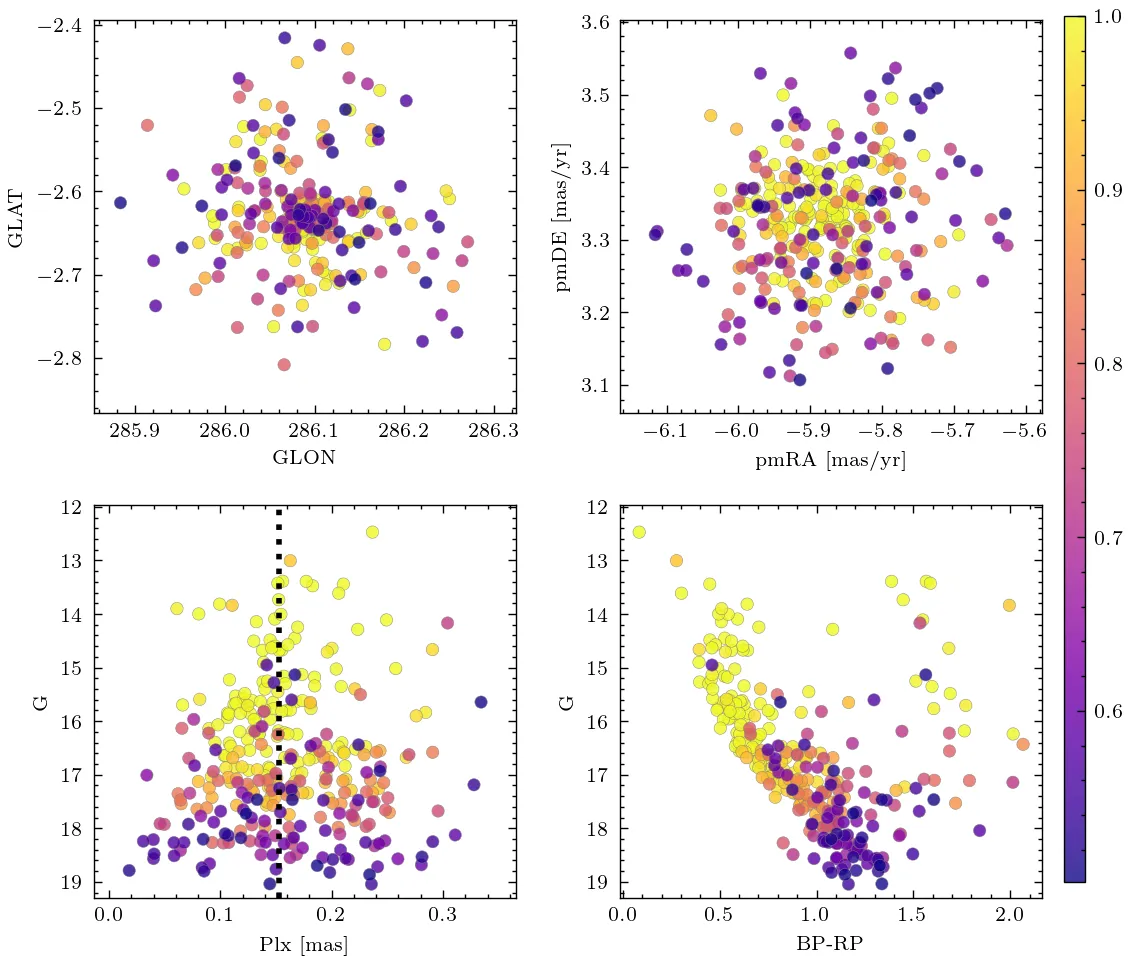 −2.4
−2.5
−2.6
−2.7
−2.8
GLAT
285.9 286.0 286.1 286.2 286.3
GLON
3.6
3.5
3.4
3.3
3.2
3.1
pmDE [mas/yr]
−6.1 −6.0 −5.9 −5.8 −5.7 −5.6
pmRA [mas/yr]
12
13
14
15
16
17
18
19
G
0.0 0.1 0.2 0.3
Plx [mas]
12
13
14
15
16
17
18
19
G
0.0 0.5 1.0 1.5 2.0
BP-RP
1.0
0.9
0.8
0.7
0.6